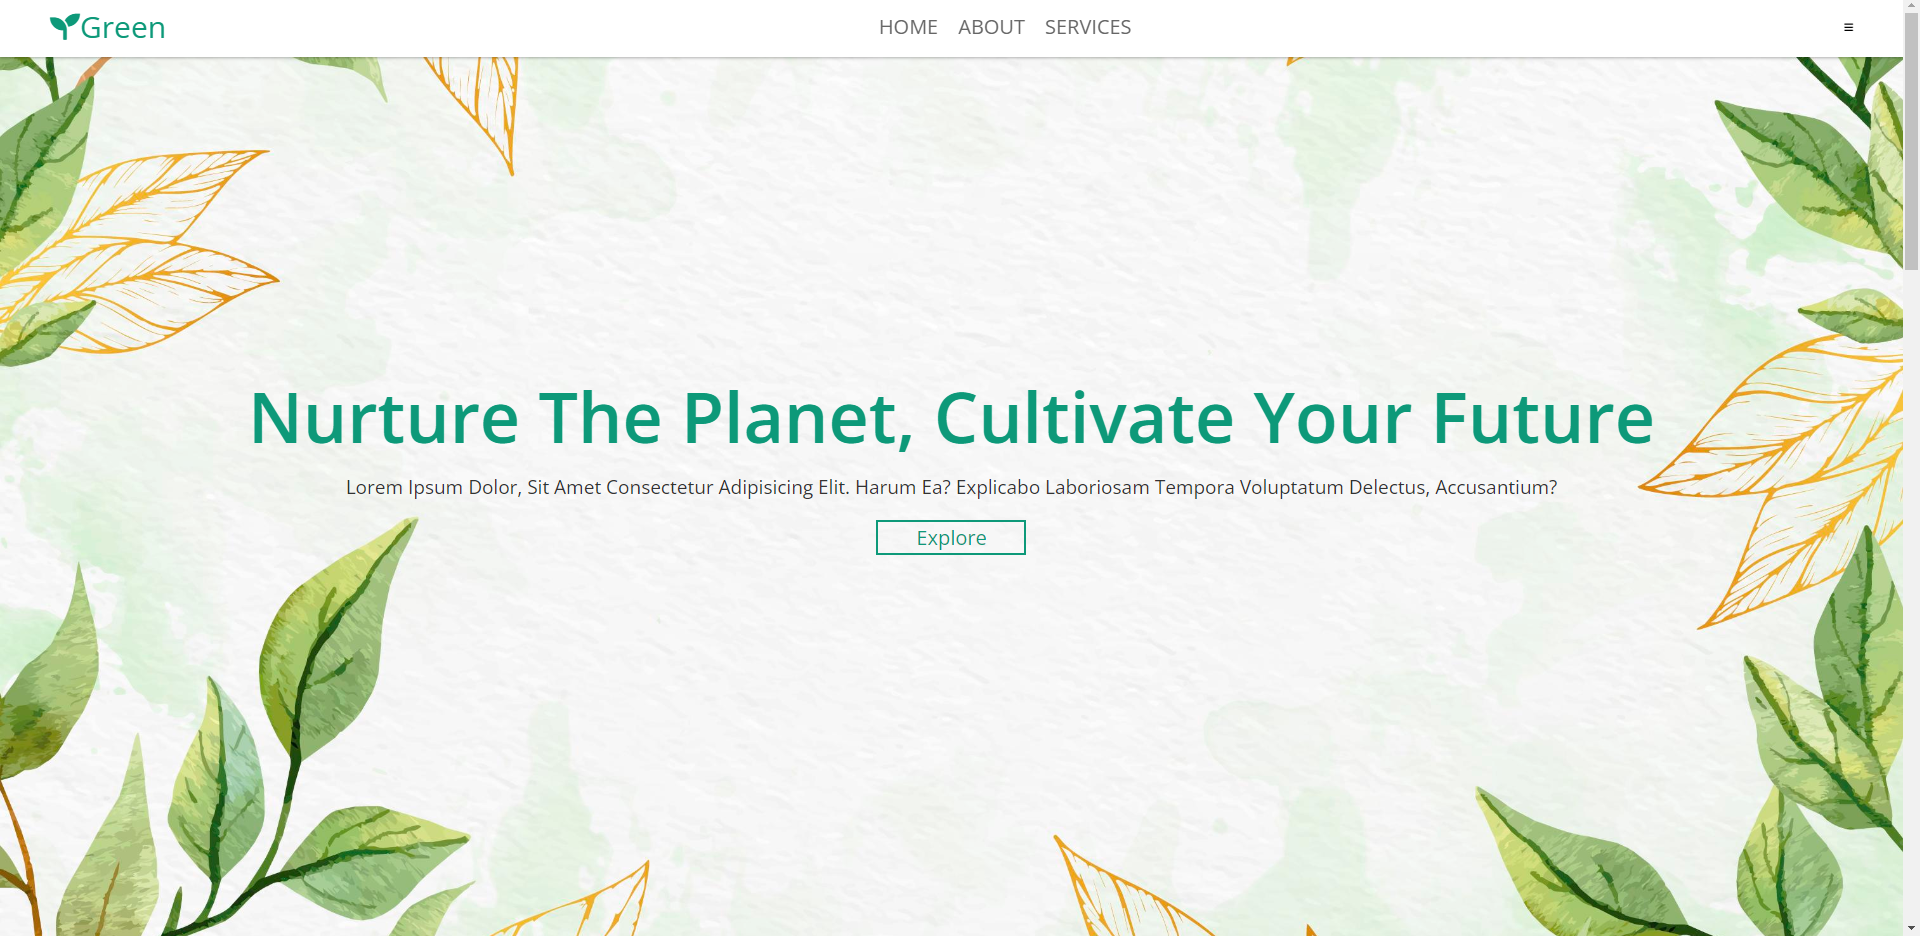 Green
HOME ABOUT SERVICES
Nurture The Planet, Cultivate Your Future
Lorem Ipsum Dolor, Sit Amet Consectetur Adipisicing Elit. Harum Ea? Explicabo Laboriosam Tempora Voluptatum Delectus, Accusantium?
Explore